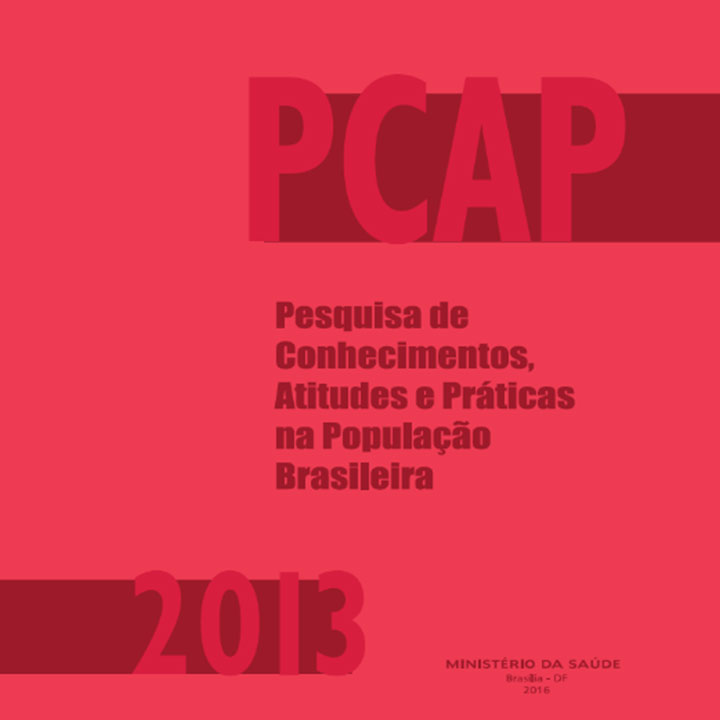 PCAP
Pesquisa de
Conhecimentos,
Atitudes e Práticas
na População
Brasileira
2013
MINISTÉRIO DA SAÚDE
Brasília - DF
2016